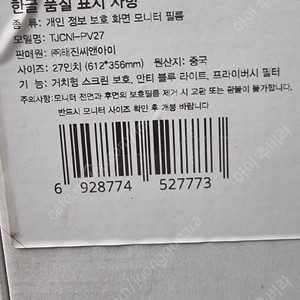 한글 품질 표시 사항
종 류 : 개인 정보 보호 화면 모니터 필름
모델명 : TJCNI-PV27
판매원 : ㈜태진씨앤아이
사이즈 : 27인치 (612*356mm) 원산지 : 중국
기 능 : 거치형 스크린 보호, 안티 블루 라이트, 프라이버시 필터
주의사항 : 모니터 전면과 후면의 보호필름 제거 시 교환 또는 환불이 불가합니다.
반드시 모니터 사이즈 확인 후 개봉 바랍니다.
6 928774 527773